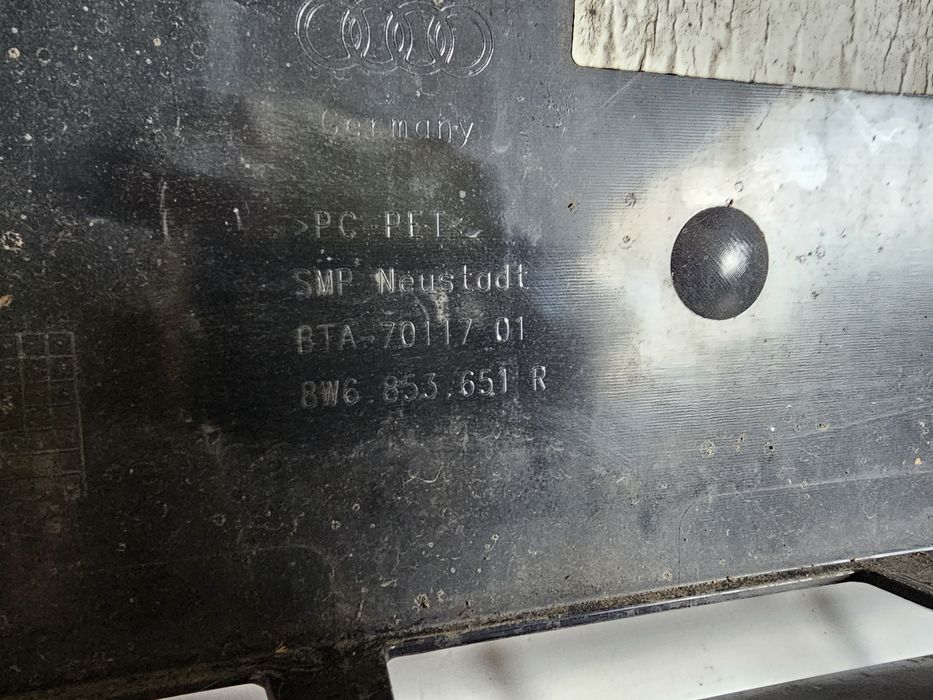 Germany
>PC-PET<
SMP Neustadt
BTA-70117 01
8W6.853.651 R